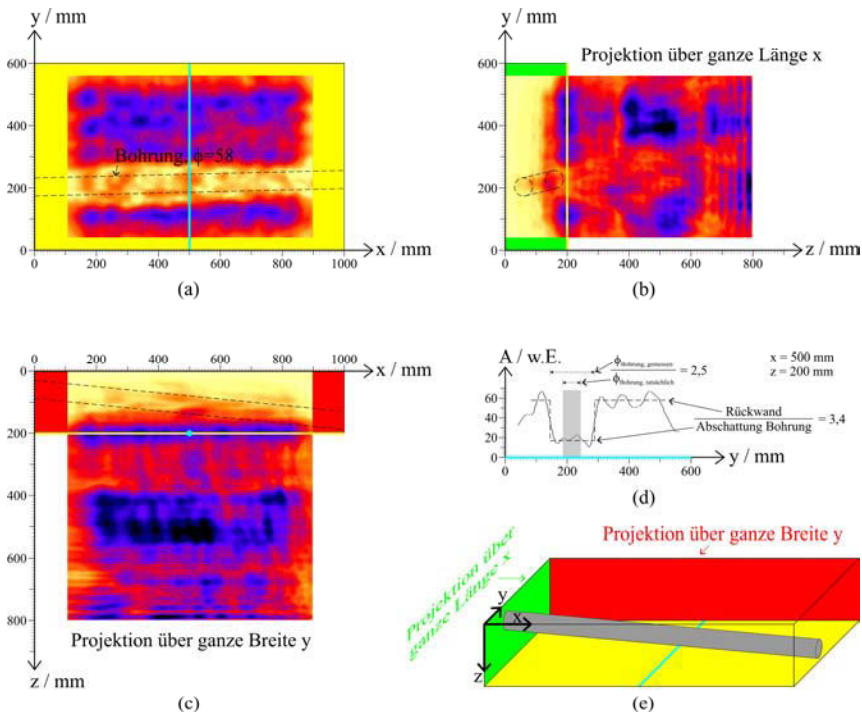 y / mm
600
400
200
0
Bohrung, ϕ=58
0 200 400 600 800 1000
x / mm
(a)
y / mm
Projektion über ganze Länge x
600
400
200
0
0 200 400 600 800
z / mm
(b)
0 200 400 600 800 1000
x / mm
0
200
400
600
800
Projektion über ganze Breite y
z / mm
(c)
A / w.E.
ϕBohrung, gemessen
= 2,5
ϕBohrung, tatsächlich
x = 500 mm
z = 200 mm
60
40
20
0
Rückwand
= 3,4
Abschattung Bohrung
0 200 400 600
y / mm
(d)
Projektion über
ganze Länge x
Projektion über ganze Breite y
y
x
z
(e)